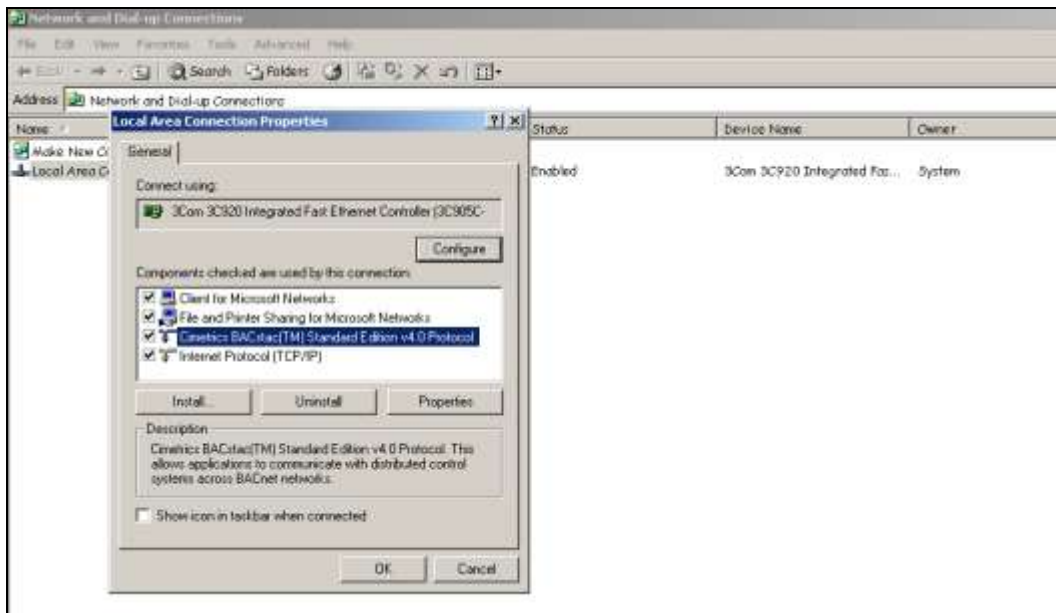 Network and Dial-up Connections
File Edit View Favorites Tools Advanced Help
Back Search Folders
Address Network and Dial-up Connections
Name Status Device Name Owner
Make New C
Local Area C Enabled 3Com 3C920 Integrated Fas... System
Local Area Connection Properties
General
Connect using:
3Com 3C920 Integrated Fast Ethernet Controller (3C905C-
Configure
Components checked are used by this connection:
Client for Microsoft Networks
File and Printer Sharing for Microsoft Networks
Cimetrics BACstac(TM) Standard Edition v4.0 Protocol
Internet Protocol (TCP/IP)
Install... Uninstall Properties
Description
Cimetrics BACstac(TM) Standard Edition v4.0 Protocol. This
allows applications to communicate with distributed control
systems across BACnet networks.
Show icon in taskbar when connected
OK Cancel